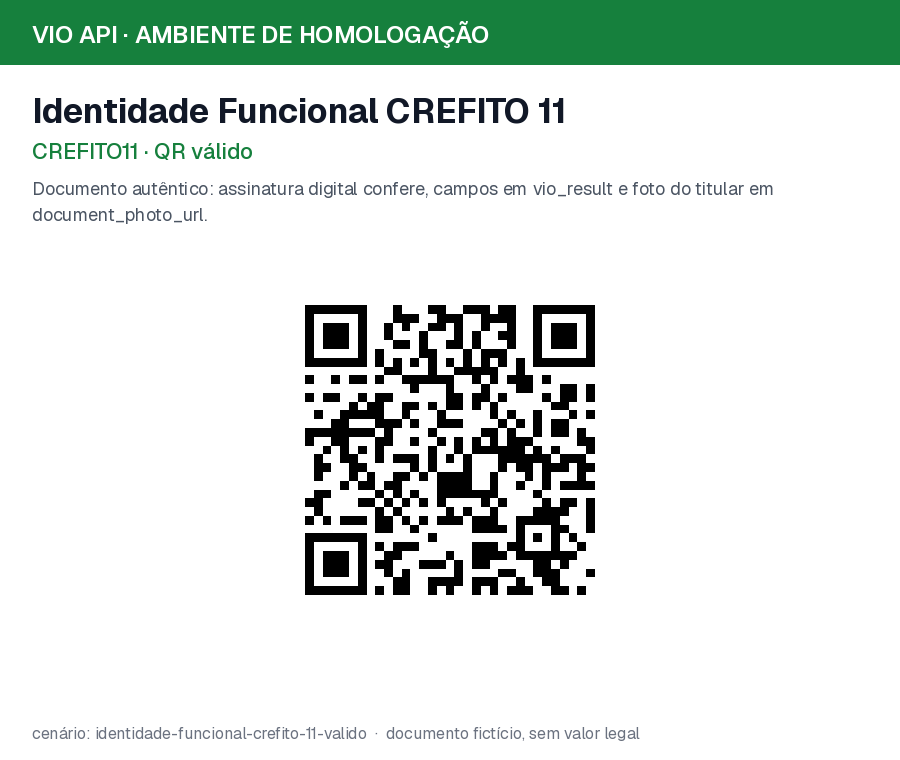 VIO API · AMBIENTE DE HOMOLOGAÇÃO
Identidade Funcional CREFITO 11
CREFITO11 · QR válido
Documento autêntico: assinatura digital confere, campos em vio_result e foto do titular em
document_photo_url.
cenário: identidade-funcional-crefito-11-valido · documento fictício, sem valor legal